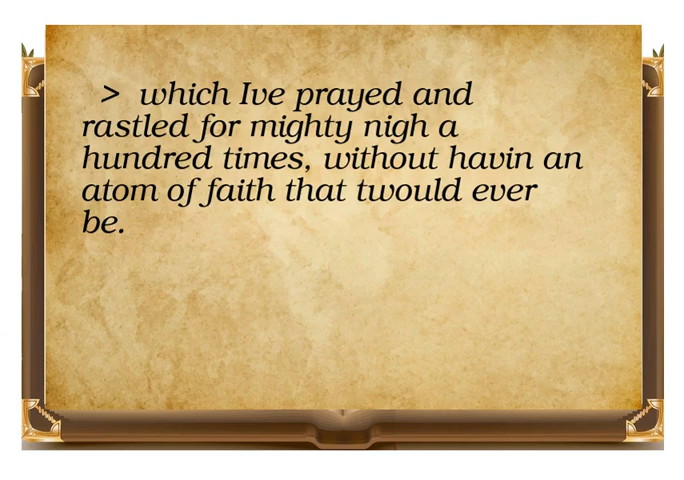 > which Ive prayed and
rastled for mighty nigh a
hundred times, without havin an
atom of faith that twould ever
be.